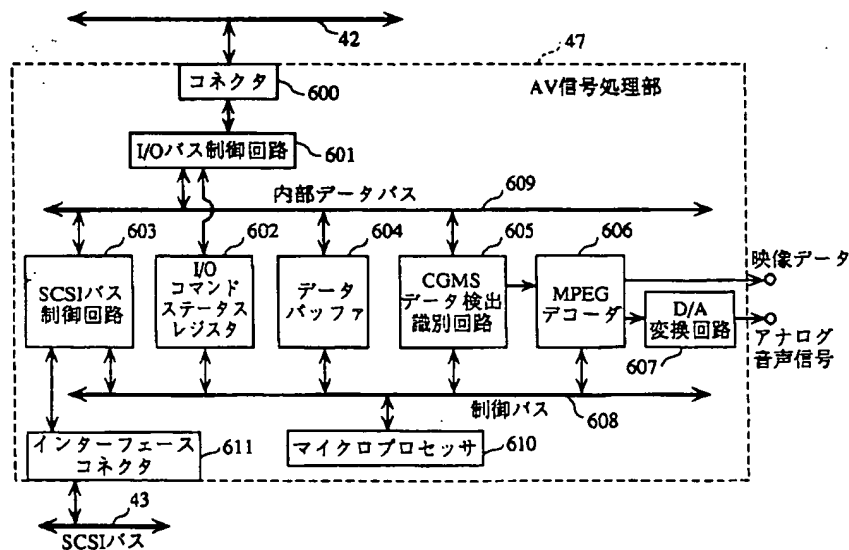 42
47
コネクタ
600
AV信号処理部
I/Oバス制御回路
601
内部データバス
609
603
602
604
605
606
SCSIバス
制御回路
I/O
コマンド
ステータス
レジスタ
データ
バッファ
CGMS
データ検出
識別回路
MPEG
デコーダ
D/A
変換回路
607
映像データ
アナログ
音声信号
制御バス
608
インターフェース
コネクタ
611
マイクロプロセッサ
610
43
SCSIバス